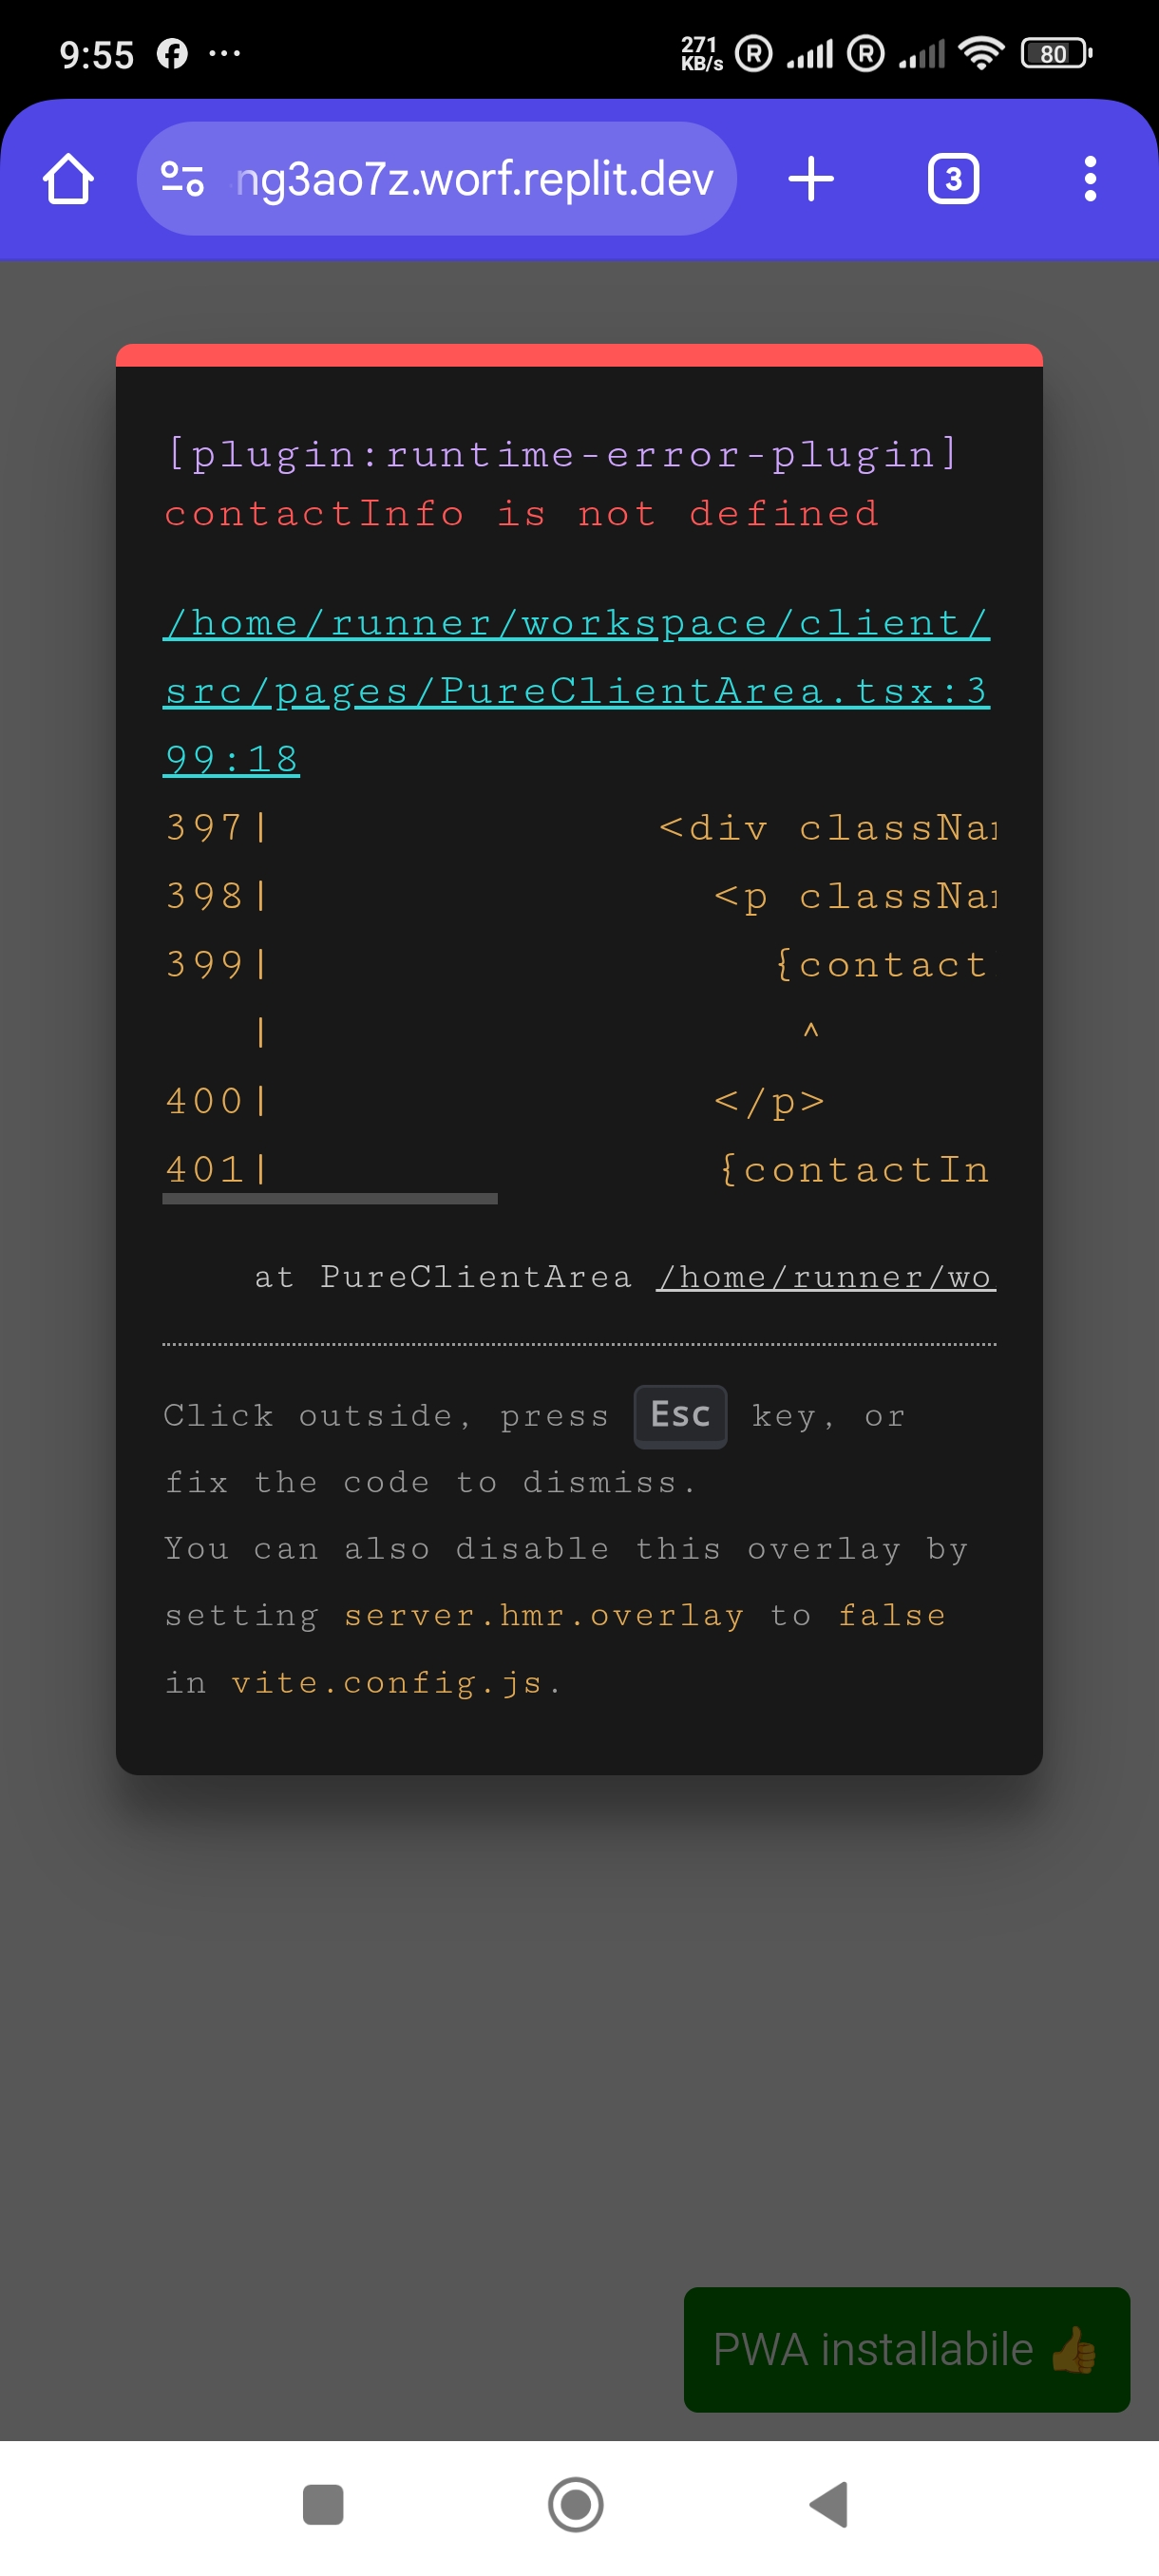 9:55 ...
271
KB/s R R 80
ng3ao7z.worf.replit.dev 3
[plugin:runtime-error-plugin]
contactInfo is not defined
/home/runner/workspace/client/
src/pages/PureClientArea.tsx:3
99:18
397| <div
398| <p
399| {contact
| ^
400| </p>
401| {contactIn
at PureClientArea /home/runner/wo
Click outside, press Esc key, or
fix the code to dismiss.
You can also disable this overlay by
setting server.hmr.overlay to false
in vite.config.js.
PWA installabile 👍